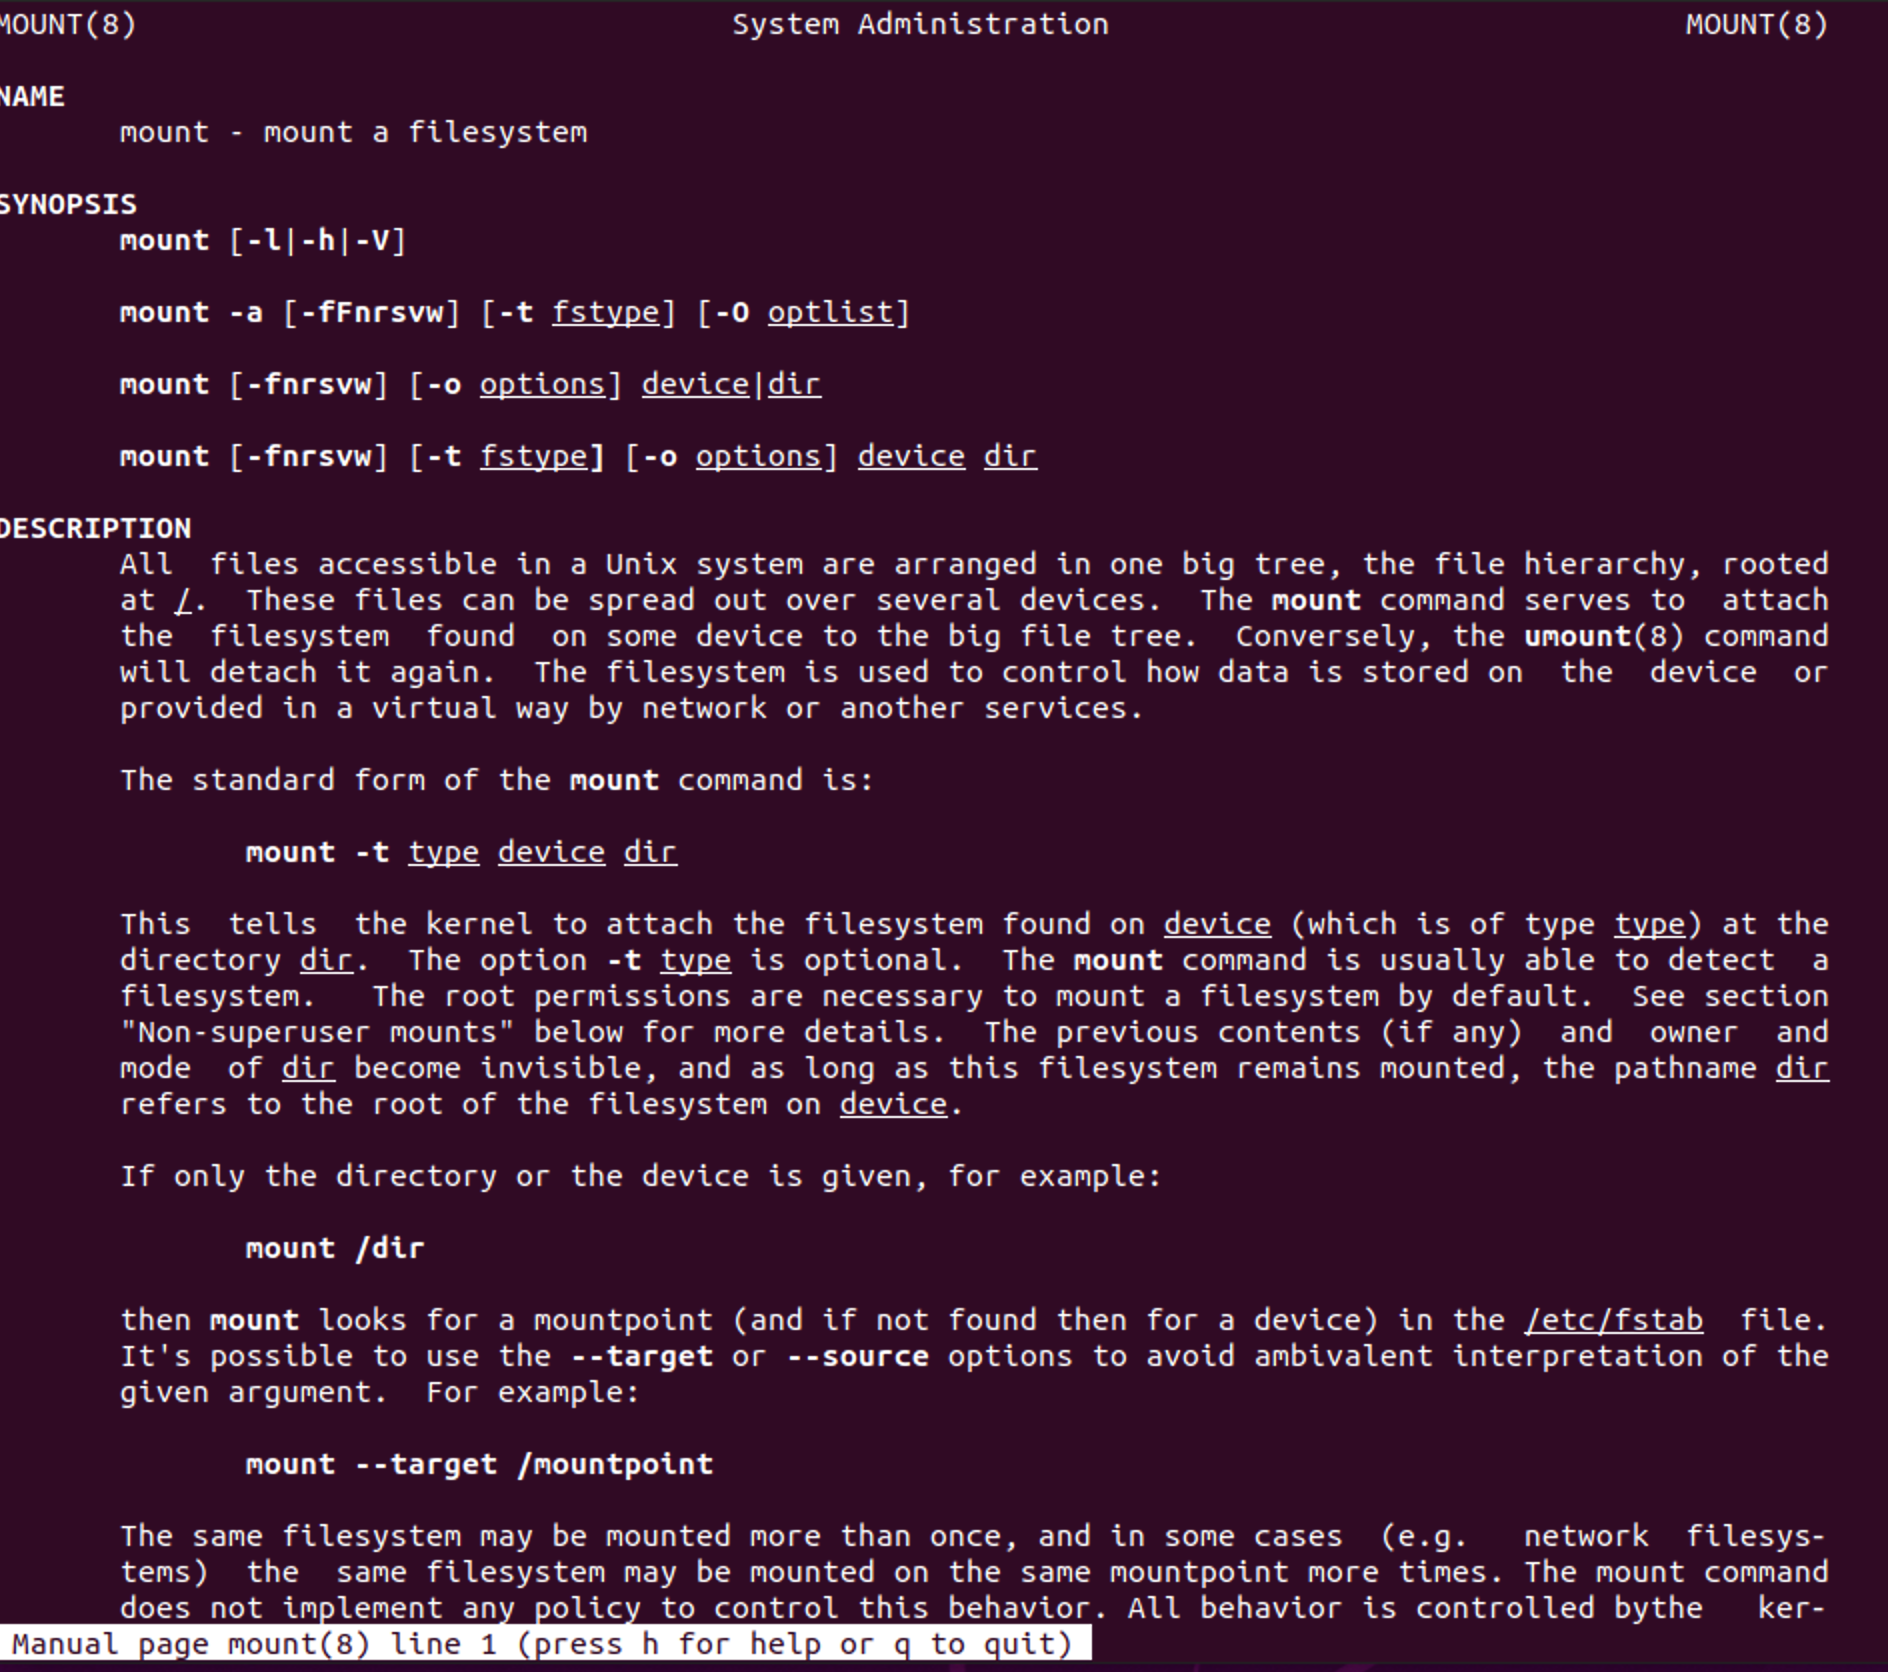 MOUNT(8) System Administration MOUNT(8)
NAME
mount - mount a filesystem
SYNOPSIS
mount [-l|-h|-V]
mount -a [-fFnrsvw] [-t fstype] [-O optlist]
mount [-fnrsvw] [-o options] device|dir
mount [-fnrsvw] [-t fstype] [-o options] device dir
DESCRIPTION
All files accessible in a Unix system are arranged in one big tree, the file hierarchy, rooted
at /. These files can be spread out over several devices. The mount command serves to attach
the filesystem found on some device to the big file tree. Conversely, the umount(8) command
will detach it again. The filesystem is used to control how data is stored on the device or
provided in a virtual way by network or another services.
The standard form of the mount command is:
mount -t type device dir
This tells the kernel to attach the filesystem found on device (which is of type type) at the
directory dir. The option -t type is optional. The mount command is usually able to detect a
filesystem. The root permissions are necessary to mount a filesystem by default. See section
"Non-superuser mounts" below for more details. The previous contents (if any) and owner and
mode of dir become invisible, and as long as this filesystem remains mounted, the pathname dir
refers to the root of the filesystem on device.
If only the directory or the device is given, for example:
mount /dir
then mount looks for a mountpoint (and if not found then for a device) in the /etc/fstab file.
It's possible to use the --target or --source options to avoid ambivalent interpretation of the
given argument. For example:
mount --target /mountpoint
The same filesystem may be mounted more than once, and in some cases (e.g. network filesys-
tems) the same filesystem may be mounted on the same mountpoint more times. The mount command
does not implement any policy to control this behavior. All behavior is controlled bythe ker-
Manual page mount(8) line 1 (press h for help or q to quit)